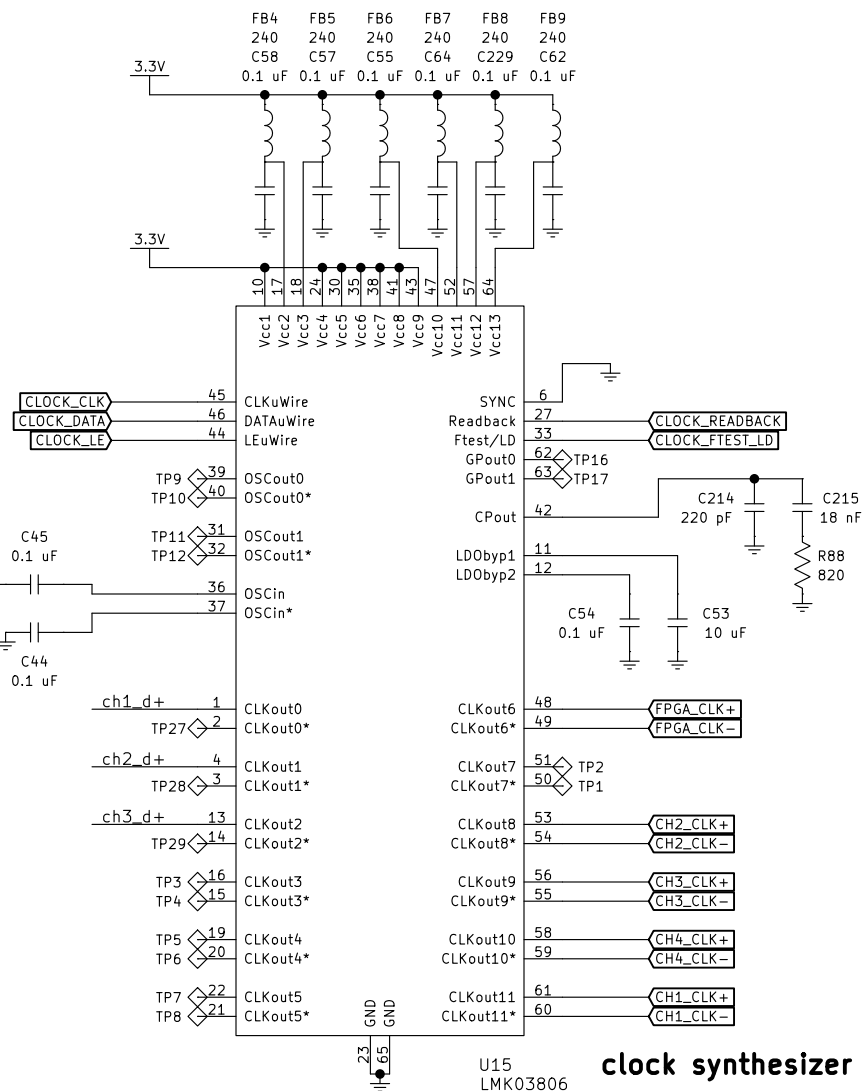 FB4 FB5 FB6 FB7 FB8 FB9
240 240 240 240 240 240
C58 C57 C55 C64 C229 C62
0.1 uF 0.1 uF 0.1 uF 0.1 uF 0.1 uF 0.1 uF
3.3V
3.3V
10 17 18 24 30 35 38 41 43 47 52 57 64
Vcc1 Vcc2 Vcc3 Vcc4 Vcc5 Vcc6 Vcc7 Vcc8 Vcc9 Vcc10 Vcc11 Vcc12 Vcc13
CLOCK_CLK 45 CLKuWire
CLOCK_DATA 46 DATAuWire
CLOCK_LE 44 LEuWire
TP9 39 OSCout0
TP10 40 OSCout0*
TP11 31 OSCout1
TP12 32 OSCout1*
C45
0.1 uF
36 OSCin
37 OSCin*
C44
0.1 uF
ch1_d+ 1 CLKout0
TP27 2 CLKout0*
ch2_d+ 4 CLKout1
TP28 3 CLKout1*
ch3_d+ 13 CLKout2
TP29 14 CLKout2*
TP3 16 CLKout3
TP4 15 CLKout3*
TP5 19 CLKout4
TP6 20 CLKout4*
TP7 22 CLKout5
TP8 21 CLKout5*
SYNC 6
Readback 27 CLOCK_READBACK
Ftest/LD 33 CLOCK_FTEST_LD
GPout0 62 TP16
GPout1 63 TP17
CPout 42
C214
220 pF
C215
18 nF
R88
820
LDObyp1 11
LDObyp2 12
C54
0.1 uF
C53
10 uF
CLKout6 48 FPGA_CLK+
CLKout6* 49 FPGA_CLK-
CLKout7 51 TP2
CLKout7* 50 TP1
CLKout8 53 CH2_CLK+
CLKout8* 54 CH2_CLK-
CLKout9 56 CH3_CLK+
CLKout9* 55 CH3_CLK-
CLKout10 58 CH4_CLK+
CLKout10* 59 CH4_CLK-
CLKout11 61 CH1_CLK+
CLKout11* 60 CH1_CLK-
GND GND
23 65
U15
LMK03806
clock synthesizer